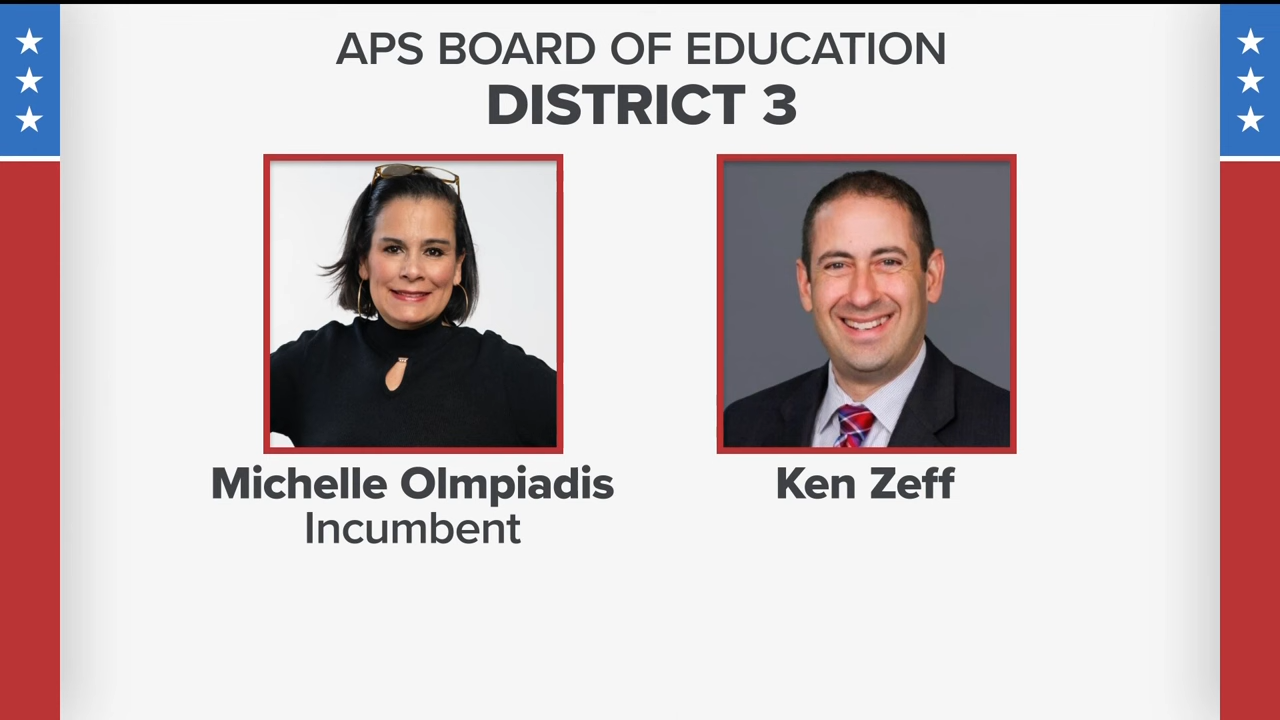 APS BOARD OF EDUCATION
DISTRICT 3
Michelle Olmpiadis
Incumbent
Ken Zeff